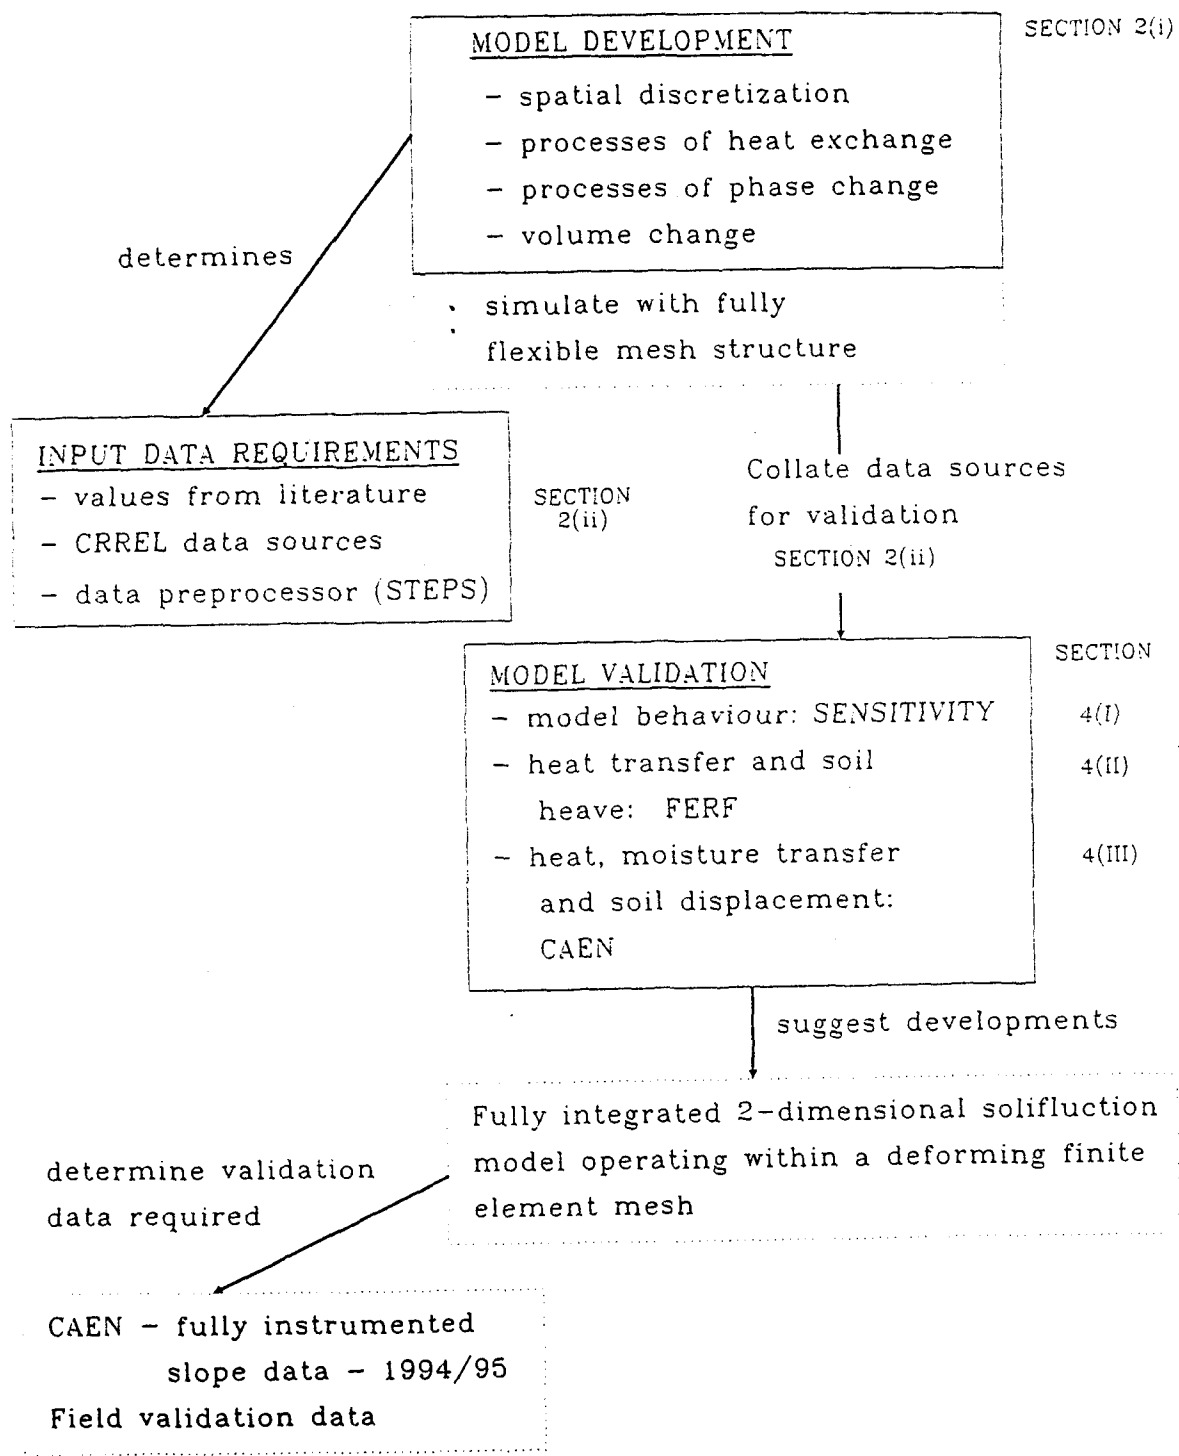 MODEL DEVELOPMENT
SECTION 2(i)
- spatial discretization
- processes of heat exchange
- processes of phase change
- volume change
determines
simulate with fully
flexible mesh structure
INPUT DATA REQUIREMENTS
- values from literature
- CRREL data sources
- data preprocessor (STEPS)
SECTION
2(ii)
Collate data sources
for validation
SECTION 2(ii)
MODEL VALIDATION
SECTION
- model behaviour: SENSITIVITY
4(I)
- heat transfer and soil
4(II)
heave: FERF
- heat, moisture transfer
4(III)
and soil displacement:
CAEN
suggest developments
Fully integrated 2-dimensional solifluction
model operating within a deforming finite
element mesh
determine validation
data required
CAEN - fully instrumented
slope data - 1994/95
Field validation data